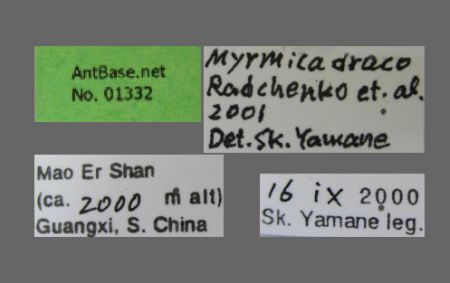 AntBase.net
No. 01332
Myrmica draco
Radchenko et. al.
2001
Det. Sk. Yamane
Mao Er Shan
(ca. 2000 m alt)
Guangxi, S. China
16 ix 2000
Sk. Yamane leg.